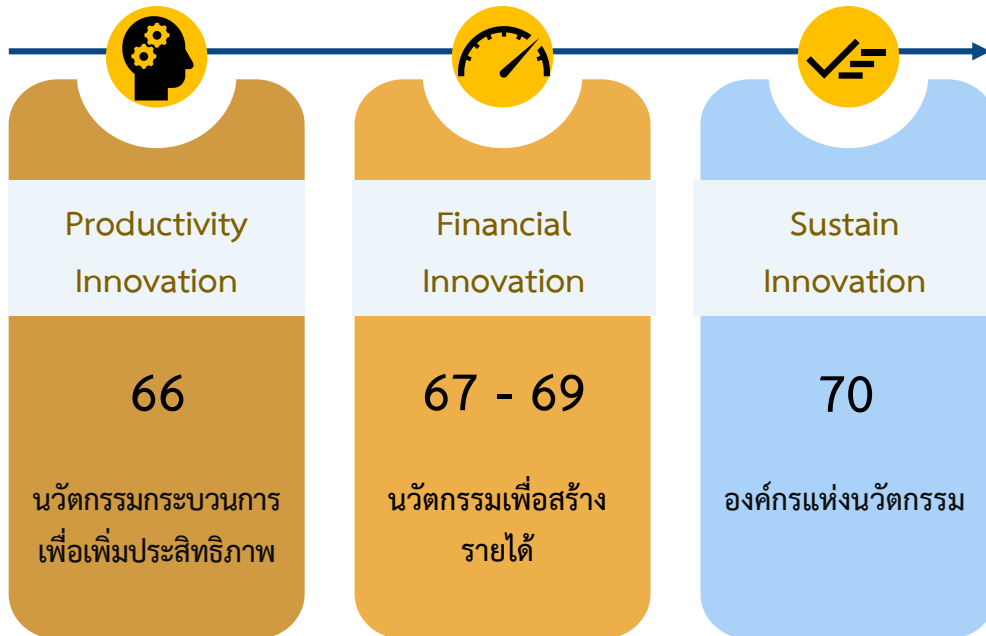 Productivity
Innovation
66
นวัตกรรมกระบวนการ
เพื่อเพิ่มประสิทธิภาพ
Financial
Innovation
67 - 69
นวัตกรรมเพื่อสร้าง
รายได้
Sustain
Innovation
70
องค์กรแห่งนวัตกรรม